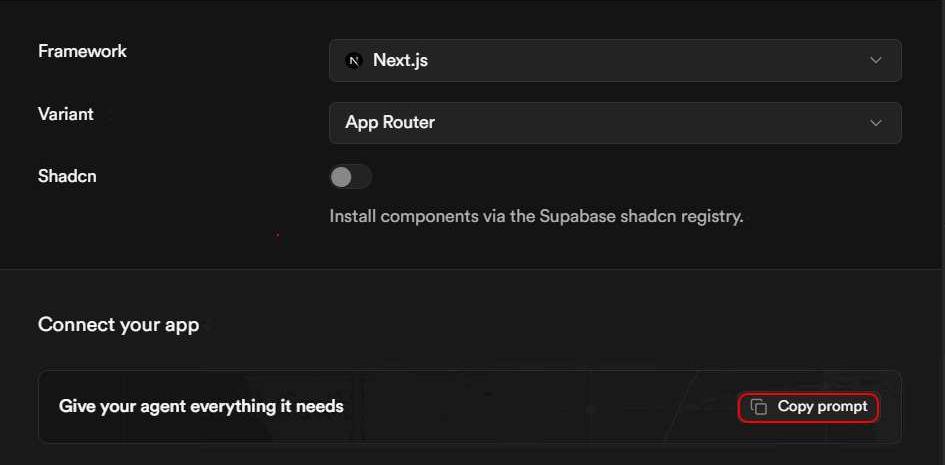 Framework
Next.js
Variant
App Router
Shadcn
Install components via the Supabase shadcn registry.
Connect your app
Give your agent everything it needs
Copy prompt